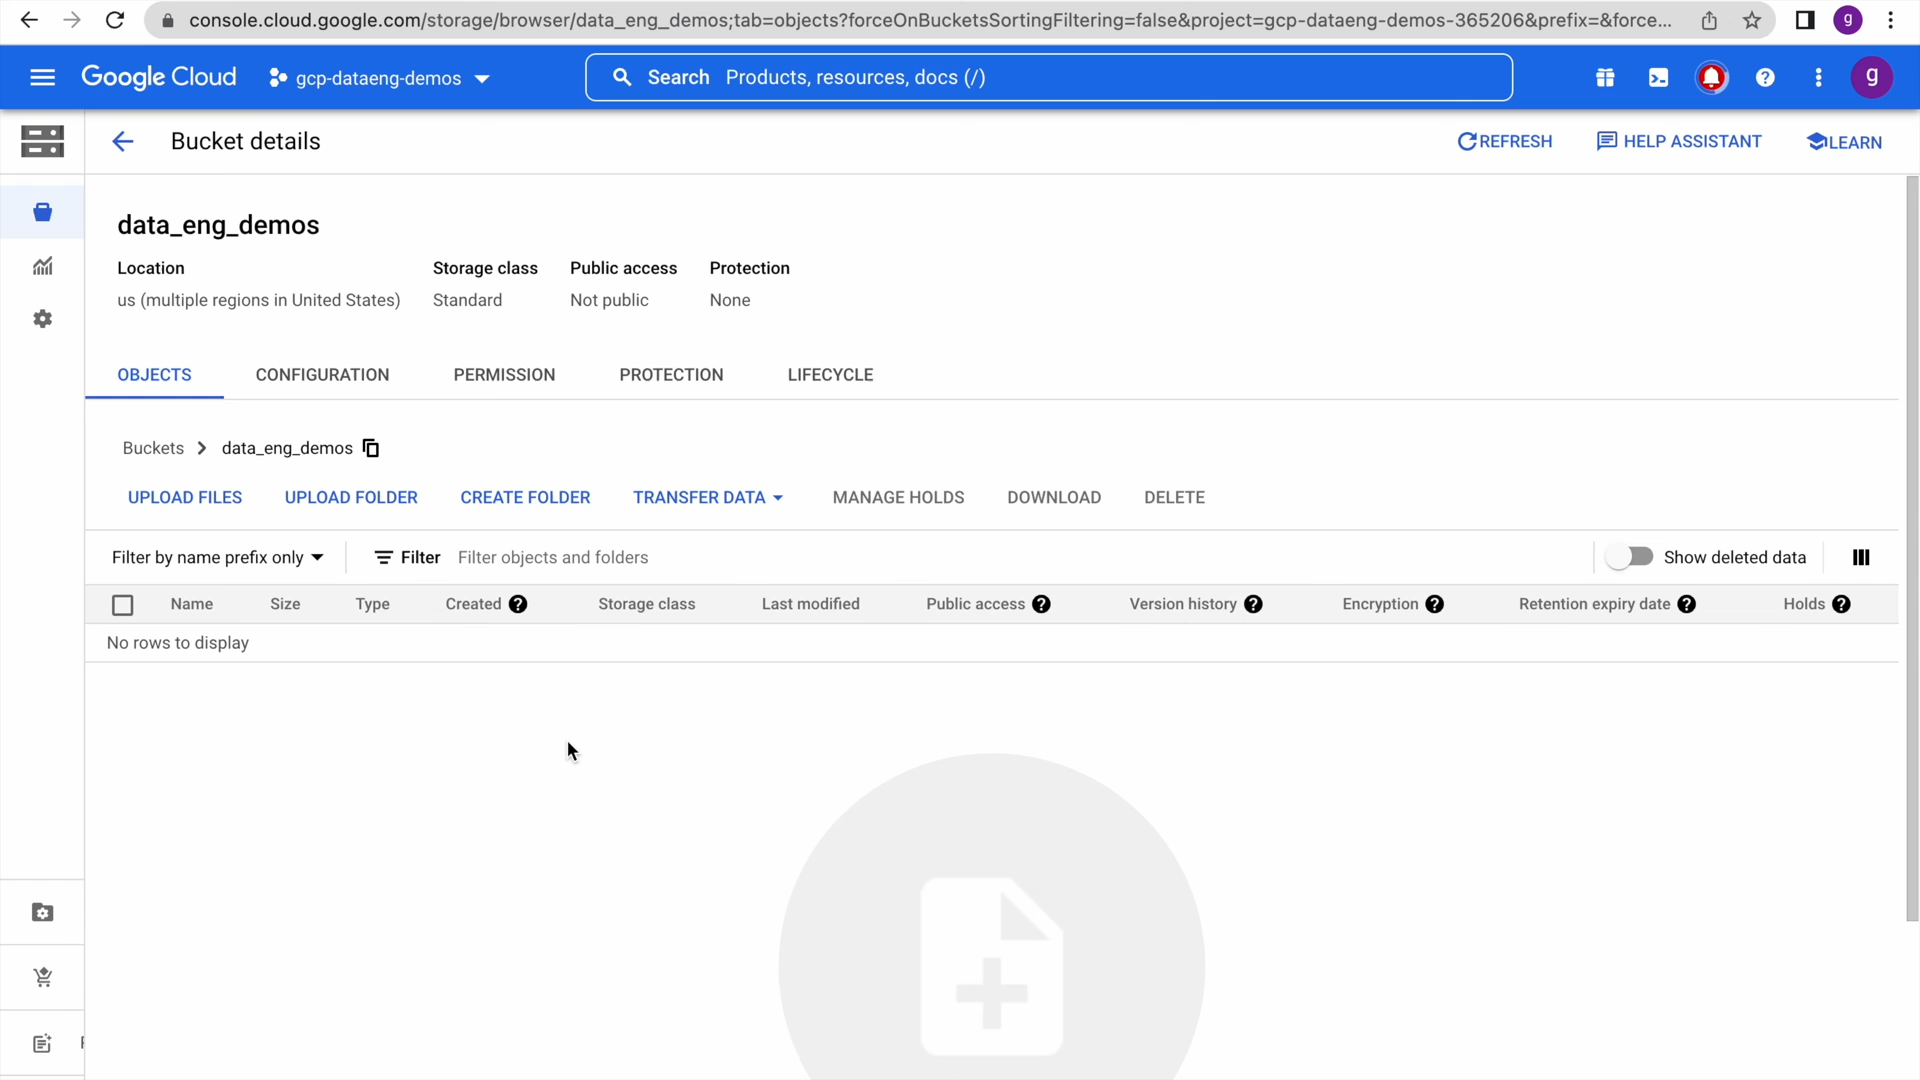 console.cloud.google.com/storage/browser/data_eng_demos;tab=objects?forceOnBucketsSortingFiltering=false&project=gcp-dataeng-demos-365206&prefix=&force...
g
Google Cloud
gcp-dataeng-demos
Search Products, resources, docs (/)
g
Bucket details
REFRESH
HELP ASSISTANT
LEARN
data_eng_demos
Location Storage class Public access Protection
us (multiple regions in United States) Standard Not public None
OBJECTS CONFIGURATION PERMISSION PROTECTION LIFECYCLE
Buckets > data_eng_demos
UPLOAD FILES UPLOAD FOLDER CREATE FOLDER TRANSFER DATA MANAGE HOLDS DOWNLOAD DELETE
Filter by name prefix only Filter Filter objects and folders Show deleted data
Name Size Type Created Storage class Last modified Public access Version history Encryption Retention expiry date Holds
No rows to display